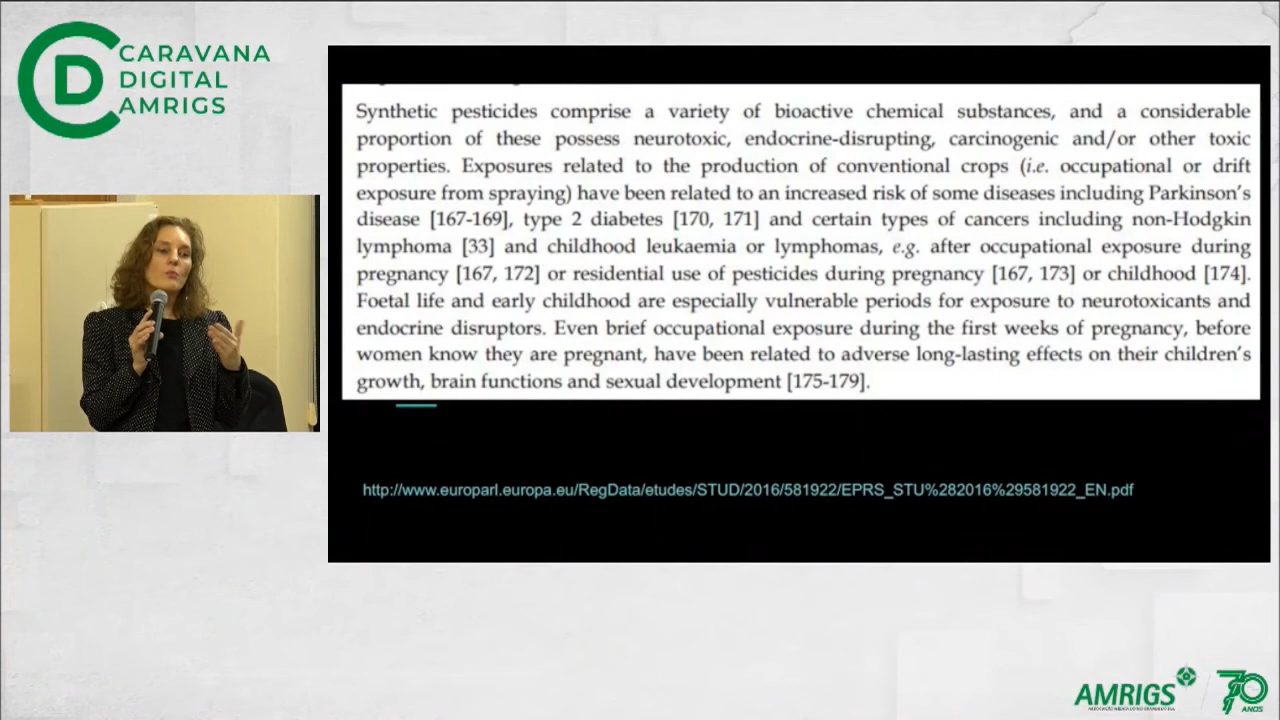 CARAVANA
DIGITAL
AMRIGS
Synthetic pesticides comprise a variety of bioactive chemical substances, and a considerable
proportion of these possess neurotoxic, endocrine-disrupting, carcinogenic and/or other toxic
properties. Exposures related to the production of conventional crops (i.e. occupational or drift
exposure from spraying) have been related to an increased risk of some diseases including Parkinson's
disease [167-169], type 2 diabetes [170, 171] and certain types of cancers including non-Hodgkin
lymphoma [33] and childhood leukaemia or lymphomas, e.g. after occupational exposure during
pregnancy [167, 172] or residential use of pesticides during pregnancy [167, 173] or childhood [174].
Foetal life and early childhood are especially vulnerable periods for exposure to neurotoxicants and
endocrine disruptors. Even brief occupational exposure during the first weeks of pregnancy, before
women know they are pregnant, have been related to adverse long-lasting effects on their children's
growth, brain functions and sexual development [175-179].
http://www.europarl.europa.eu/RegData/etudes/STUD/2016/581922/EPRS_STU%282016%29581922_EN.pdf
AMRIGS
70
ANOS